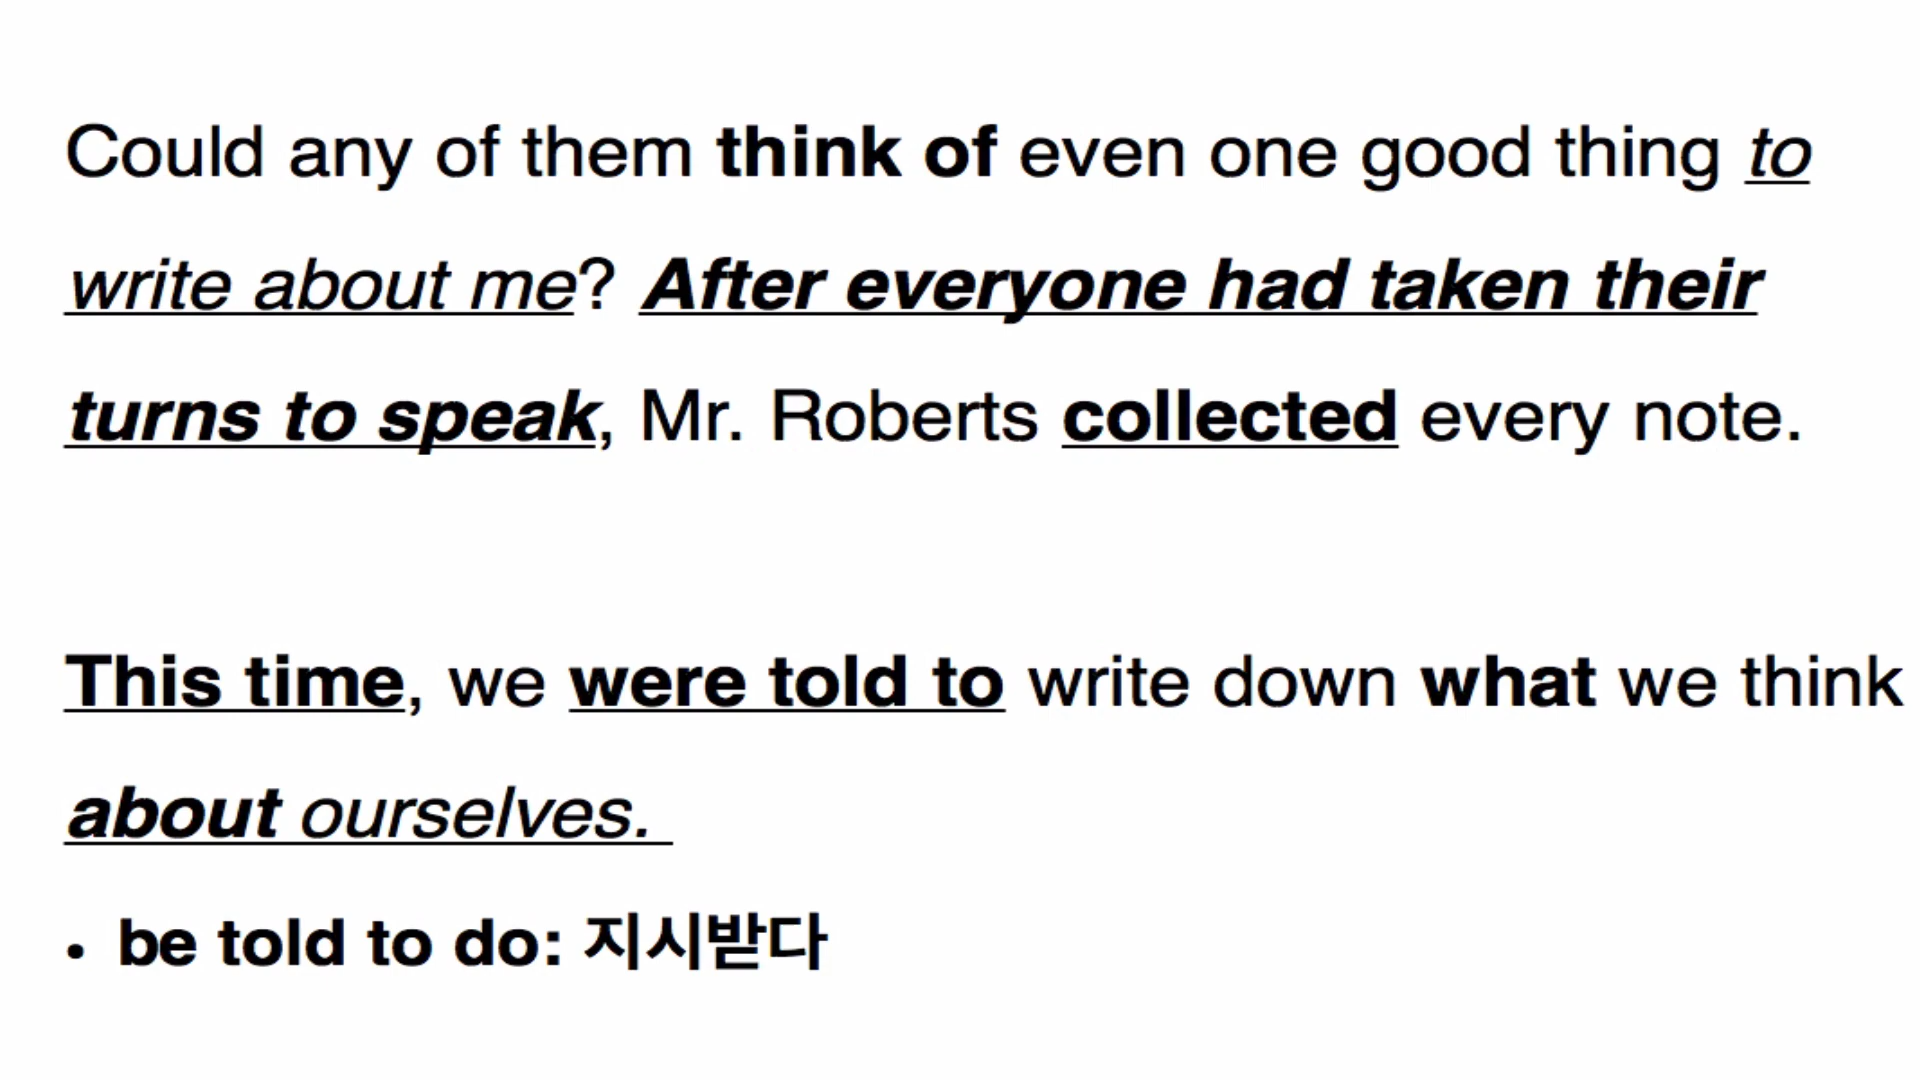 Could any of them think of even one good thing to
write about me? After everyone had taken their
turns to speak, Mr. Roberts collected every note.
This time, we were told to write down what we think
about ourselves.
• be told to do: 지시받다